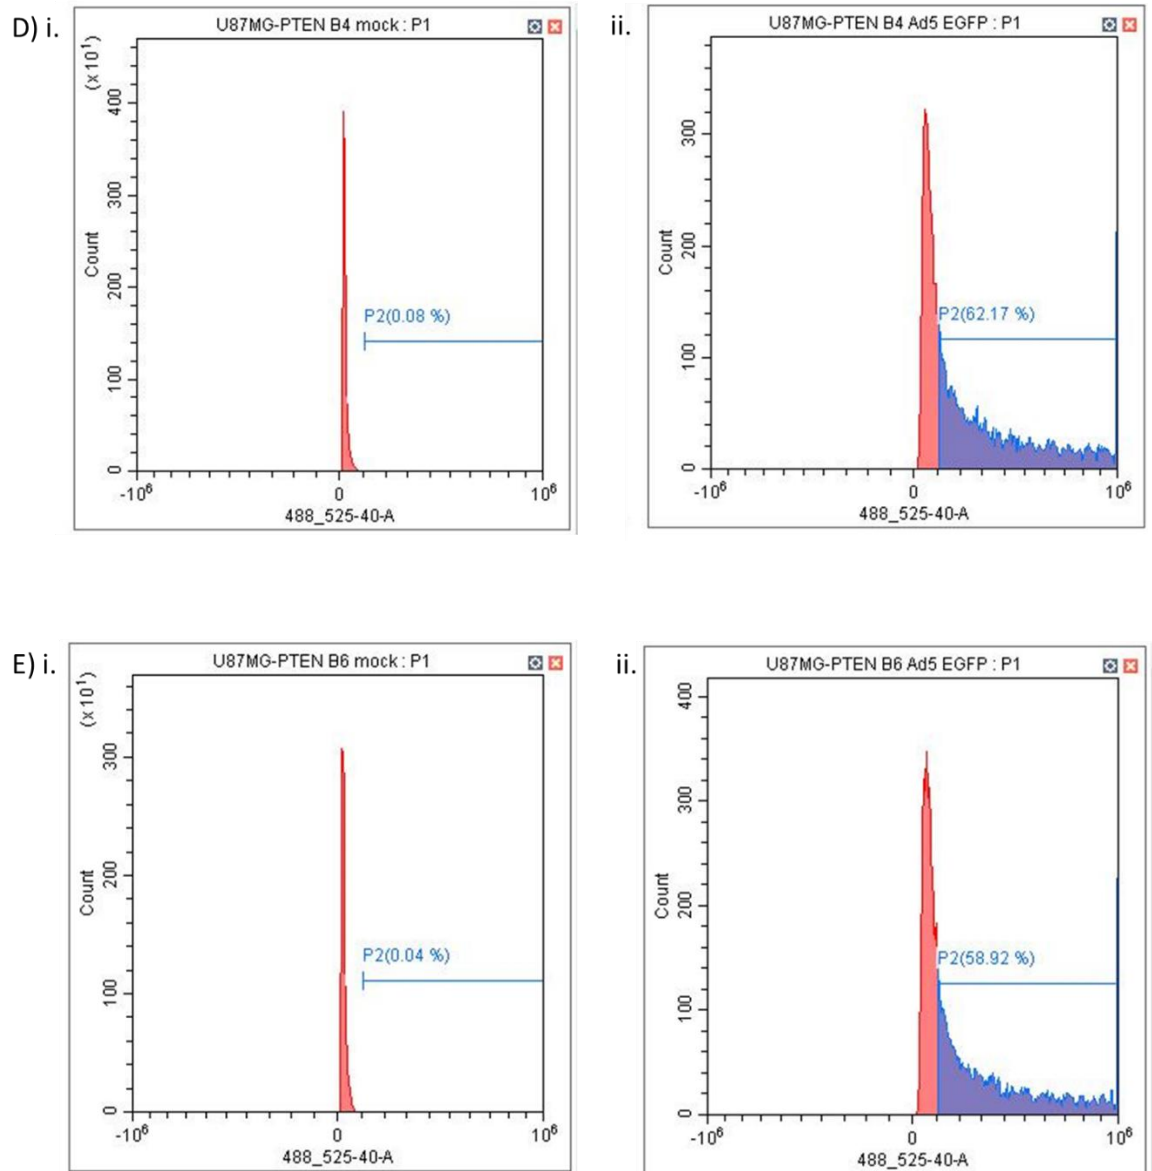 D) i.
U87MG-PTEN B4 mock : P1
(x 10¹)
Count
400
300
200
100
0
P2(0.08 %)
-10⁶
0
10⁶
488_525-40-A
ii.
U87MG-PTEN B4 Ad5 EGFP : P1
Count
300
200
100
0
P2(62.17 %)
-10⁶
0
10⁶
488_525-40-A
E) i.
U87MG-PTEN B6 mock : P1
(x 10¹)
Count
300
200
100
0
P2(0.04 %)
-10⁶
0
10⁶
488_525-40-A
ii.
U87MG-PTEN B6 Ad5 EGFP : P1
Count
400
300
200
100
0
P2(58.92 %)
-10⁶
0
10⁶
488_525-40-A